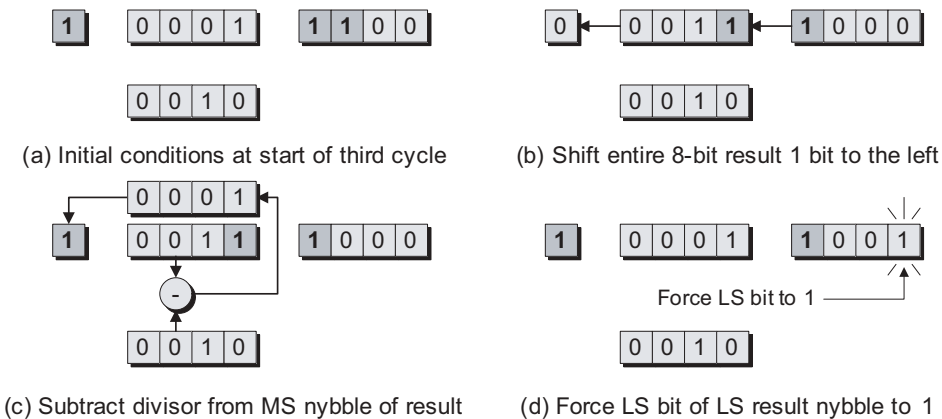 1 0 0 0 1 1 1 0 0
0 0 1 0
(a) Initial conditions at start of third cycle
0 0 0 1 1 1 0 0 0
0 0 1 0
(b) Shift entire 8-bit result 1 bit to the left
0 0 0 1
1 0 0 1 1 1 0 0 0
-
0 0 1 0
(c) Subtract divisor from MS nybble of result
1 0 0 0 1 1 0 0 1
Force LS bit to 1
0 0 1 0
(d) Force LS bit of LS result nybble to 1